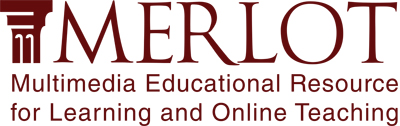 MERLOT
Multimedia Educational Resource
for Learning and Online Teaching